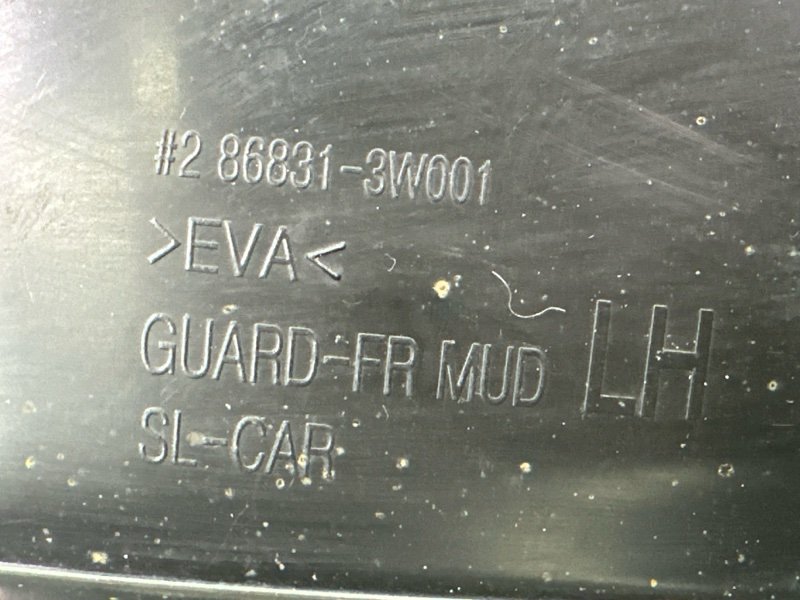 #2 86831-3W001
>EVA<
GUARD-FR MUD LH
SL-CAR